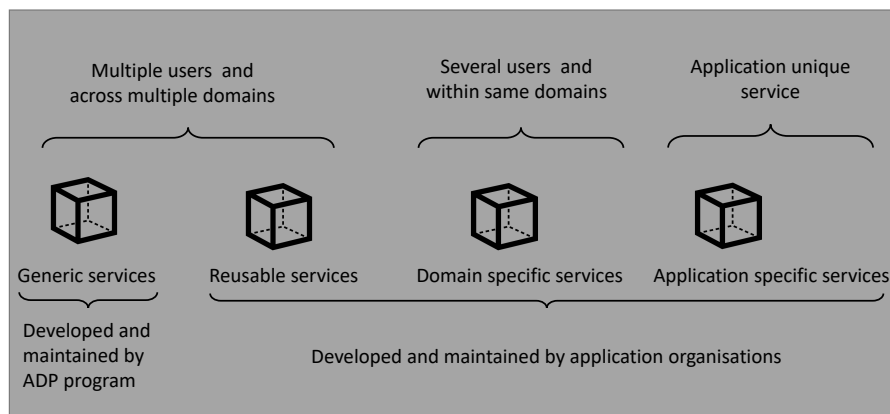 Multiple users and
across multiple domains
Several users and
within same domains
Application unique
service
Generic services
Reusable services
Domain specific services
Application specific services
Developed and
maintained by
ADP program
Developed and maintained by application organisations